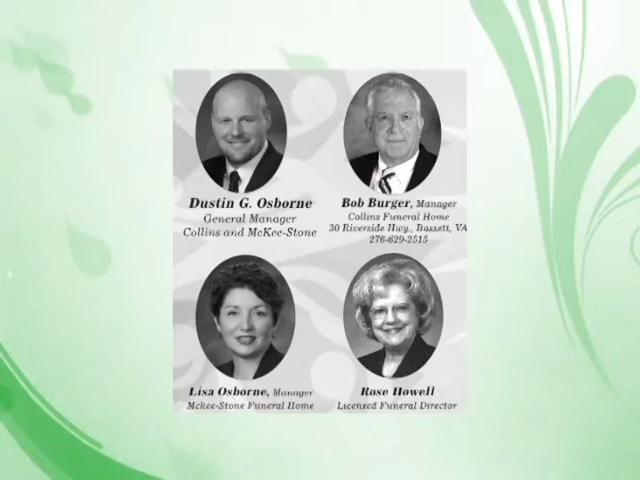 Dustin G. Osborne
General Manager
Collins and McKee-Stone
Bob Burger, Manager
Collins Funeral Home
30 Riverside Hwy., Bassett, VA
276-629-2515
Lisa Osborne, Manager
Mckee-Stone Funeral Home
Rose Howell
Licensed Funeral Director